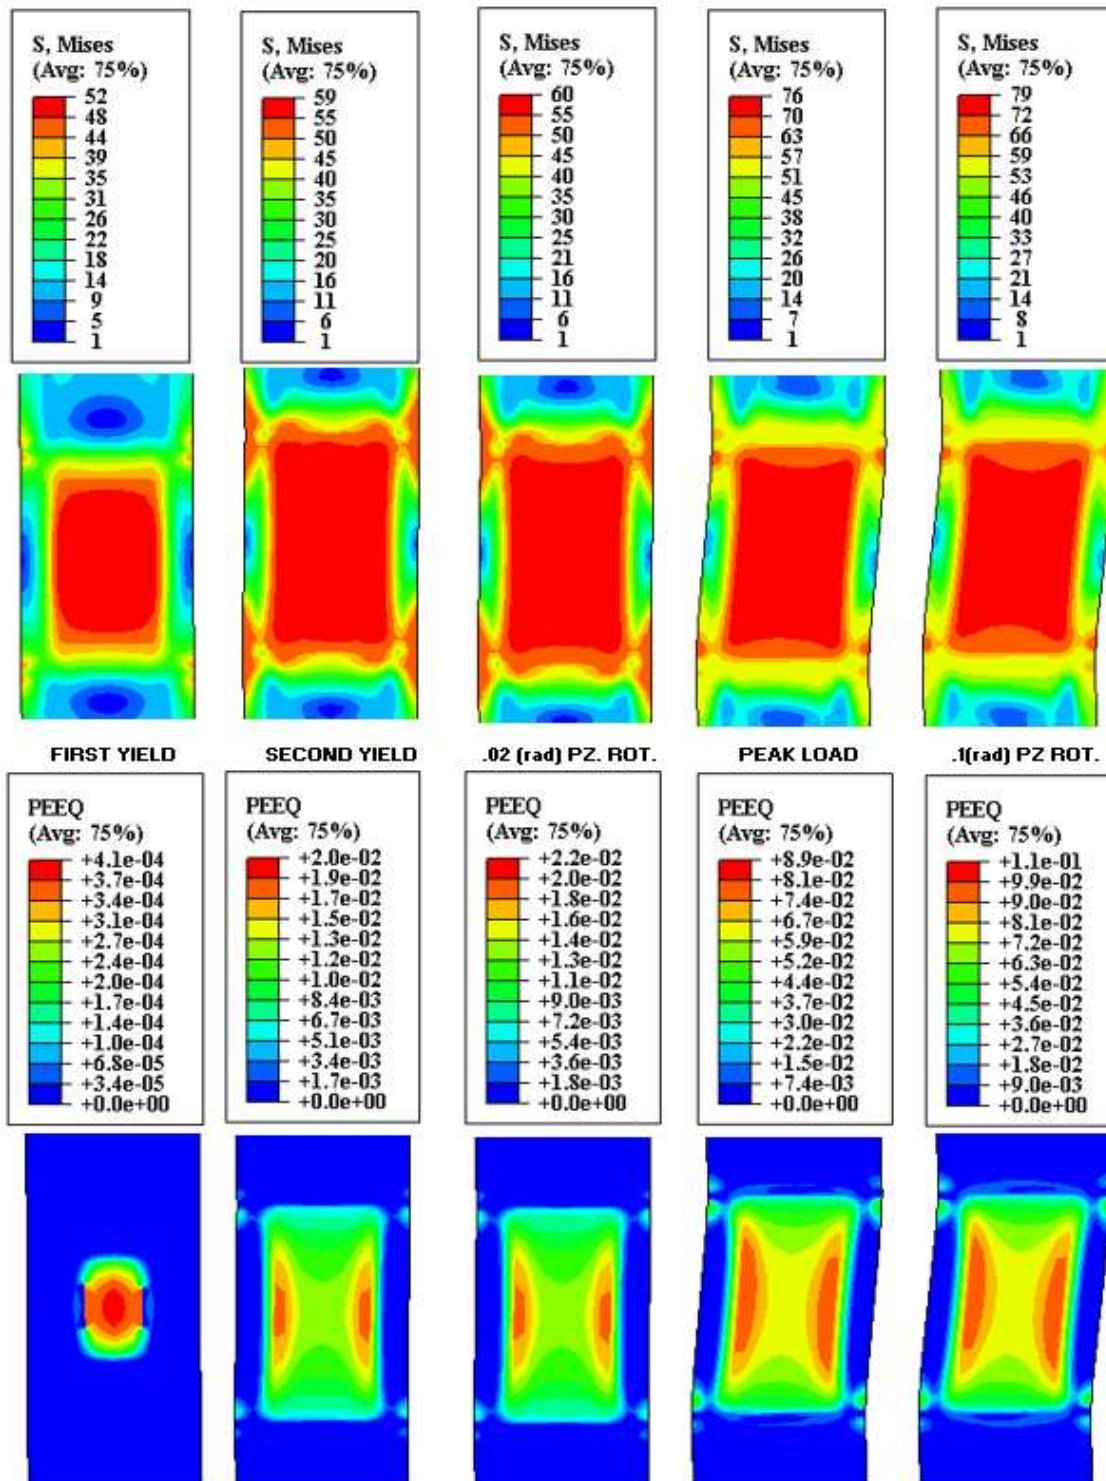 S, Mises
(Avg: 75%)
52
48
44
39
35
31
26
22
18
14
9
5
1
S, Mises
(Avg: 75%)
59
55
50
45
40
35
30
25
20
16
11
6
1
S, Mises
(Avg: 75%)
60
55
50
45
40
35
30
25
21
16
11
6
1
S, Mises
(Avg: 75%)
76
70
63
57
51
45
38
32
26
20
14
7
1
S, Mises
(Avg: 75%)
79
72
66
59
53
46
40
33
27
21
14
8
1
FIRST YIELD
SECOND YIELD
.02 (rad) PZ. ROT.
PEAK LOAD
.1(rad) PZ ROT.
PEEQ
(Avg: 75%)
+4.1e-04
+3.7e-04
+3.4e-04
+3.1e-04
+2.7e-04
+2.4e-04
+2.0e-04
+1.7e-04
+1.4e-04
+1.0e-04
+6.8e-05
+3.4e-05
+0.0e+00
PEEQ
(Avg: 75%)
+2.0e-02
+1.9e-02
+1.7e-02
+1.5e-02
+1.3e-02
+1.2e-02
+1.0e-02
+8.4e-03
+6.7e-03
+5.1e-03
+3.4e-03
+1.7e-03
+0.0e+00
PEEQ
(Avg: 75%)
+2.2e-02
+2.0e-02
+1.8e-02
+1.6e-02
+1.4e-02
+1.3e-02
+1.1e-02
+9.0e-03
+7.2e-03
+5.4e-03
+3.6e-03
+1.8e-03
+0.0e+00
PEEQ
(Avg: 75%)
+8.9e-02
+8.1e-02
+7.4e-02
+6.7e-02
+5.9e-02
+5.2e-02
+4.4e-02
+3.7e-02
+3.0e-02
+2.2e-02
+1.5e-02
+7.4e-03
+0.0e+00
PEEQ
(Avg: 75%)
+1.1e-01
+9.9e-02
+9.0e-02
+8.1e-02
+7.2e-02
+6.3e-02
+5.4e-02
+4.5e-02
+3.6e-02
+2.7e-02
+1.8e-02
+9.0e-03
+0.0e+00